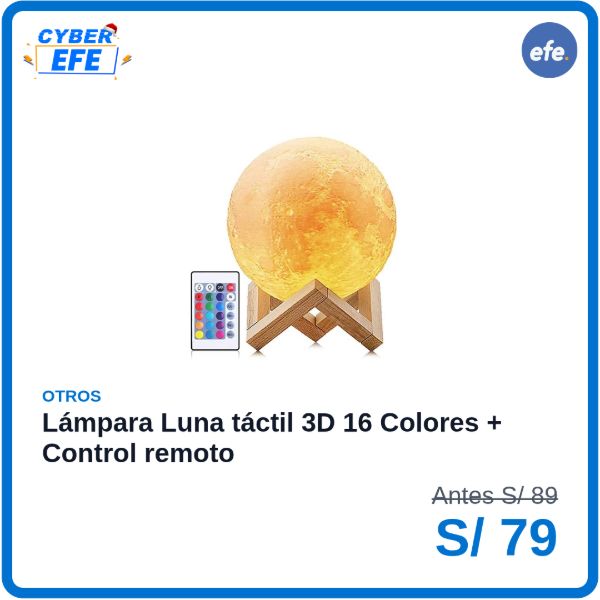 CYBER
EFE
efe.
OTROS
Lámpara Luna táctil 3D 16 Colores +
Control remoto
Antes S/ 89
S/ 79